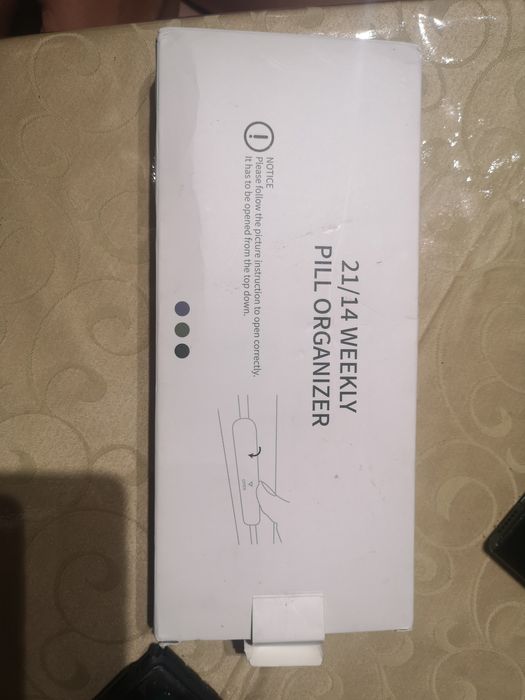 21/14 WEEKLY
PILL ORGANIZER
NOTICE
Please follow the picture instruction to open correctly.
It has to be opened from the top down.
OPEN